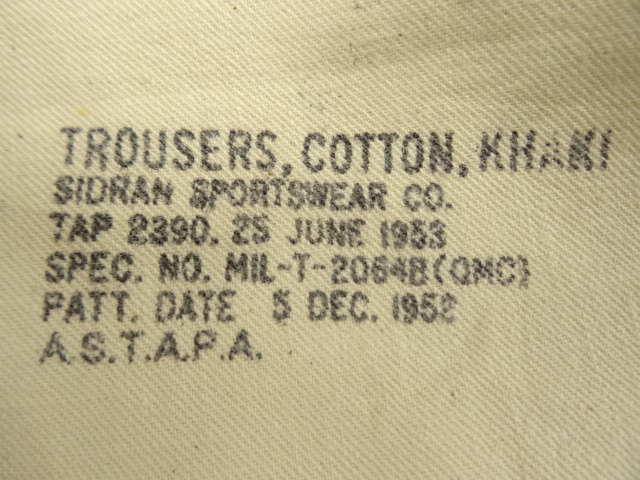 TROUSERS, COTTON, KHAKI
SIDRAN SPORTSWEAR CO.
TAP 2390. 25 JUNE 1953
SPEC. NO. MIL-T-2064B(QMC)
PATT. DATE 5 DEC. 1952
A.S.T.A.P.A.